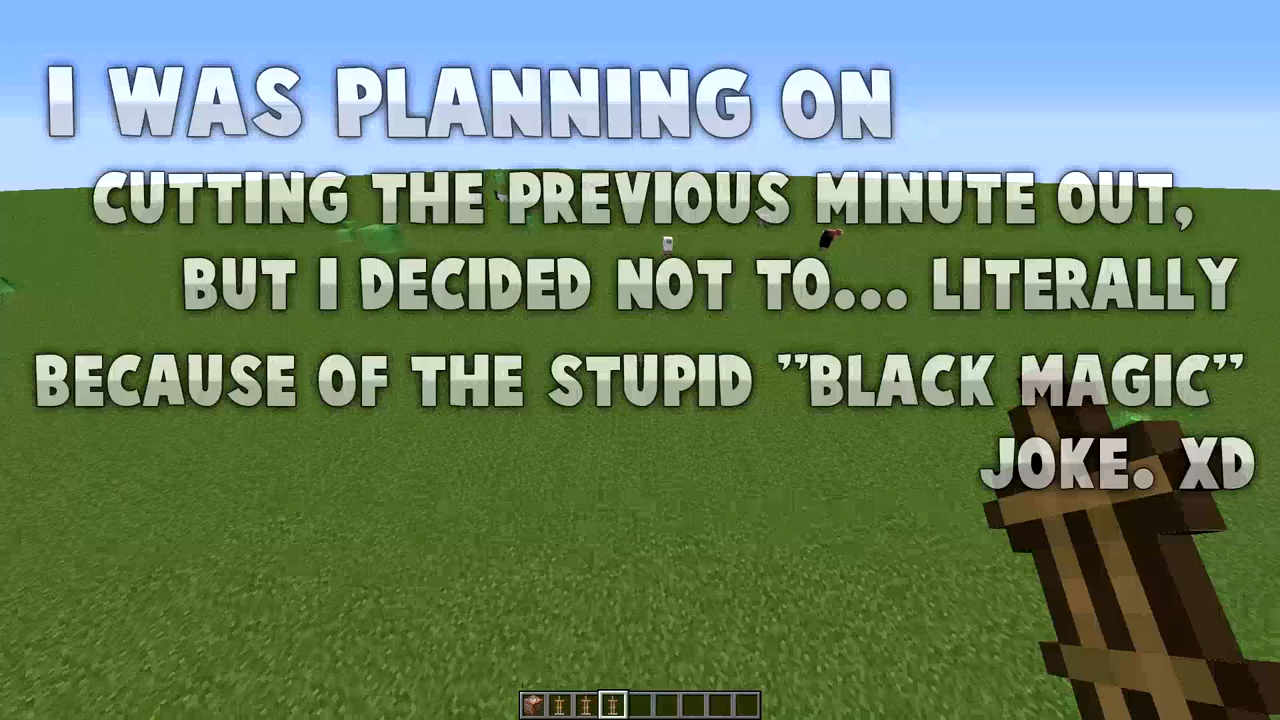 I WAS PLANNING ON
CUTTING THE PREVIOUS MINUTE OUT,
BUT I DECIDED NOT TO... LITERALLY
BECAUSE OF THE STUPID "BLACK MAGIC"
JOKE. XD